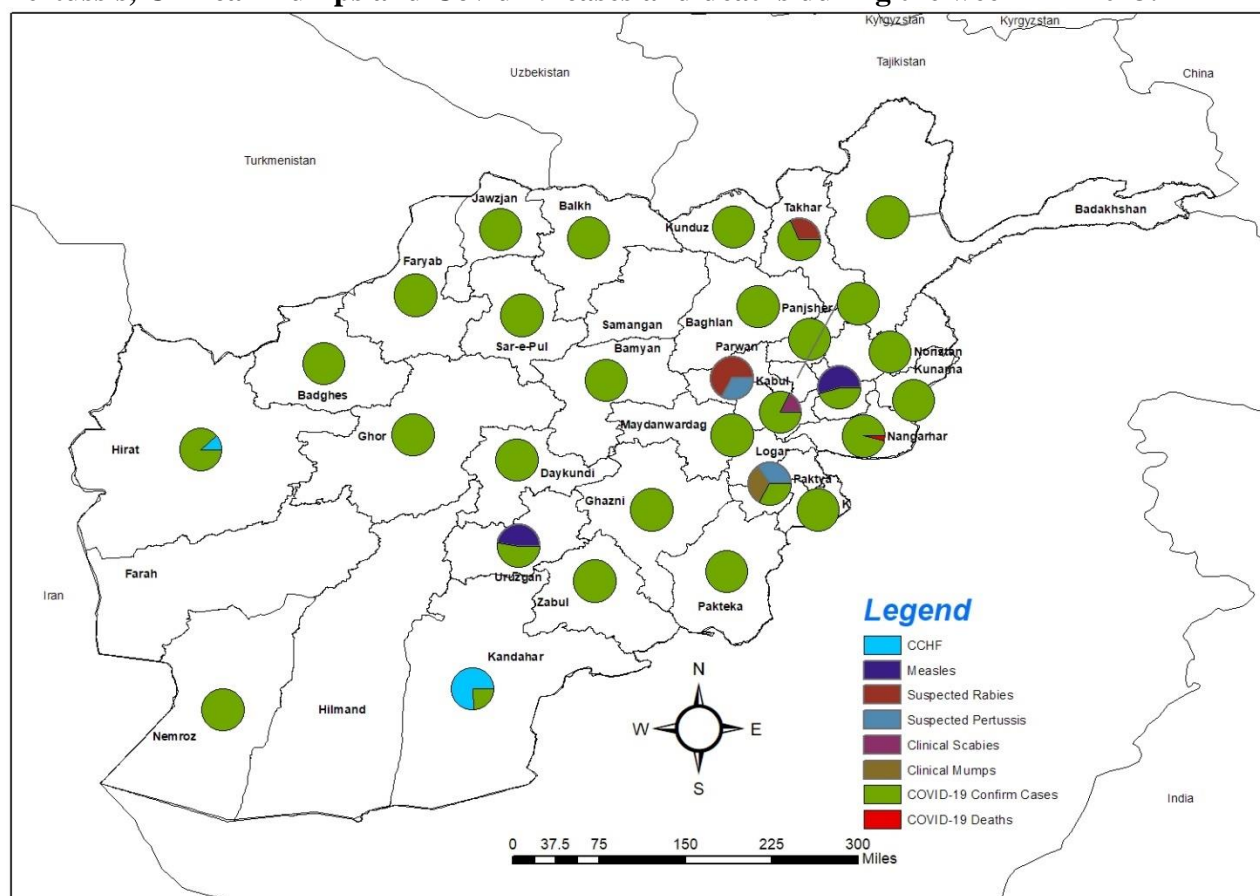 Kyrgyzstan
Kyrgyzstan
Tajikistan
Uzbekistan
China
Turkmenistan
Jawzjan
Balkh
Takhar
Badakhshan
Kunduz
Faryab
Panjsher
Samangan
Baghlan
Sar-e-Pul
Bamyan
Parwan
Noristan
Kunarha
Kabul
Badghes
Maydanwardag
Ghor
Nangarhar
Hirat
Logar
Daykundi
Paktya
Ghazni
K
Farah
Uruzgan
Iran
Zabul
Pakteka
Legend
CCHF
Measles
Suspected Rabies
Suspected Pertussis
Clinical Scabies
Clinical Mumps
COVID-19 Confirm Cases
COVID-19 Deaths
Kandahar
N
W
E
S
Hilmand
Nemroz
India
0 37.5 75 150 225 300
Miles